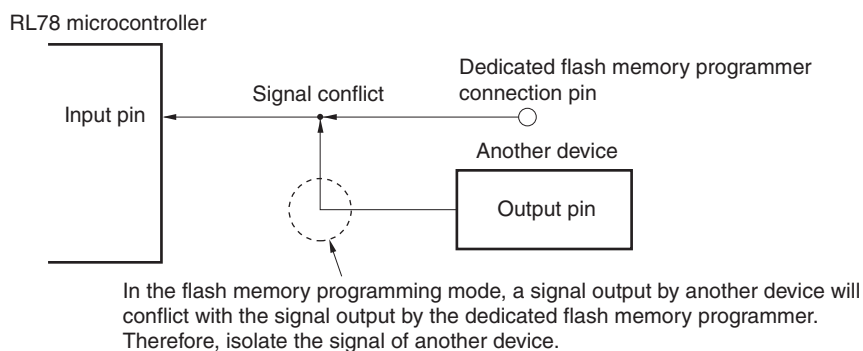 RL78 microcontroller
Input pin
Signal conflict
Dedicated flash memory programmer
connection pin
Another device
Output pin
In the flash memory programming mode, a signal output by another device will
conflict with the signal output by the dedicated flash memory programmer.
Therefore, isolate the signal of another device.